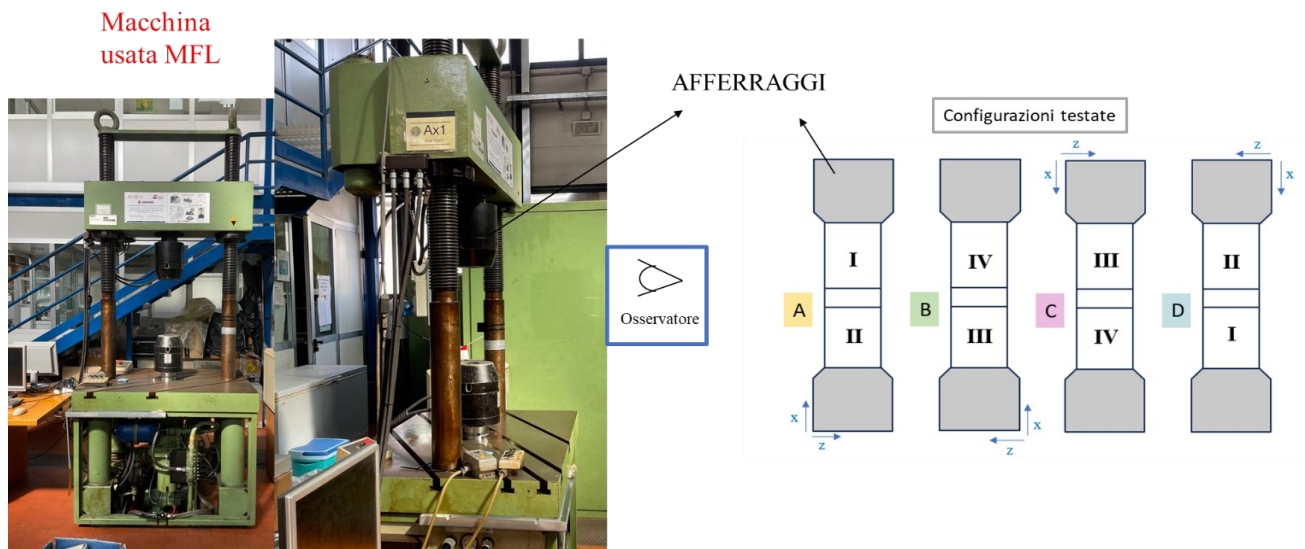 Macchina
usata MFL
AFFERRAGGI
Ax1
Osservatore
Configurazioni testate
z
x
z
x
I
IV
III
II
A
B
C
D
II
III
IV
I
x
z
x
z